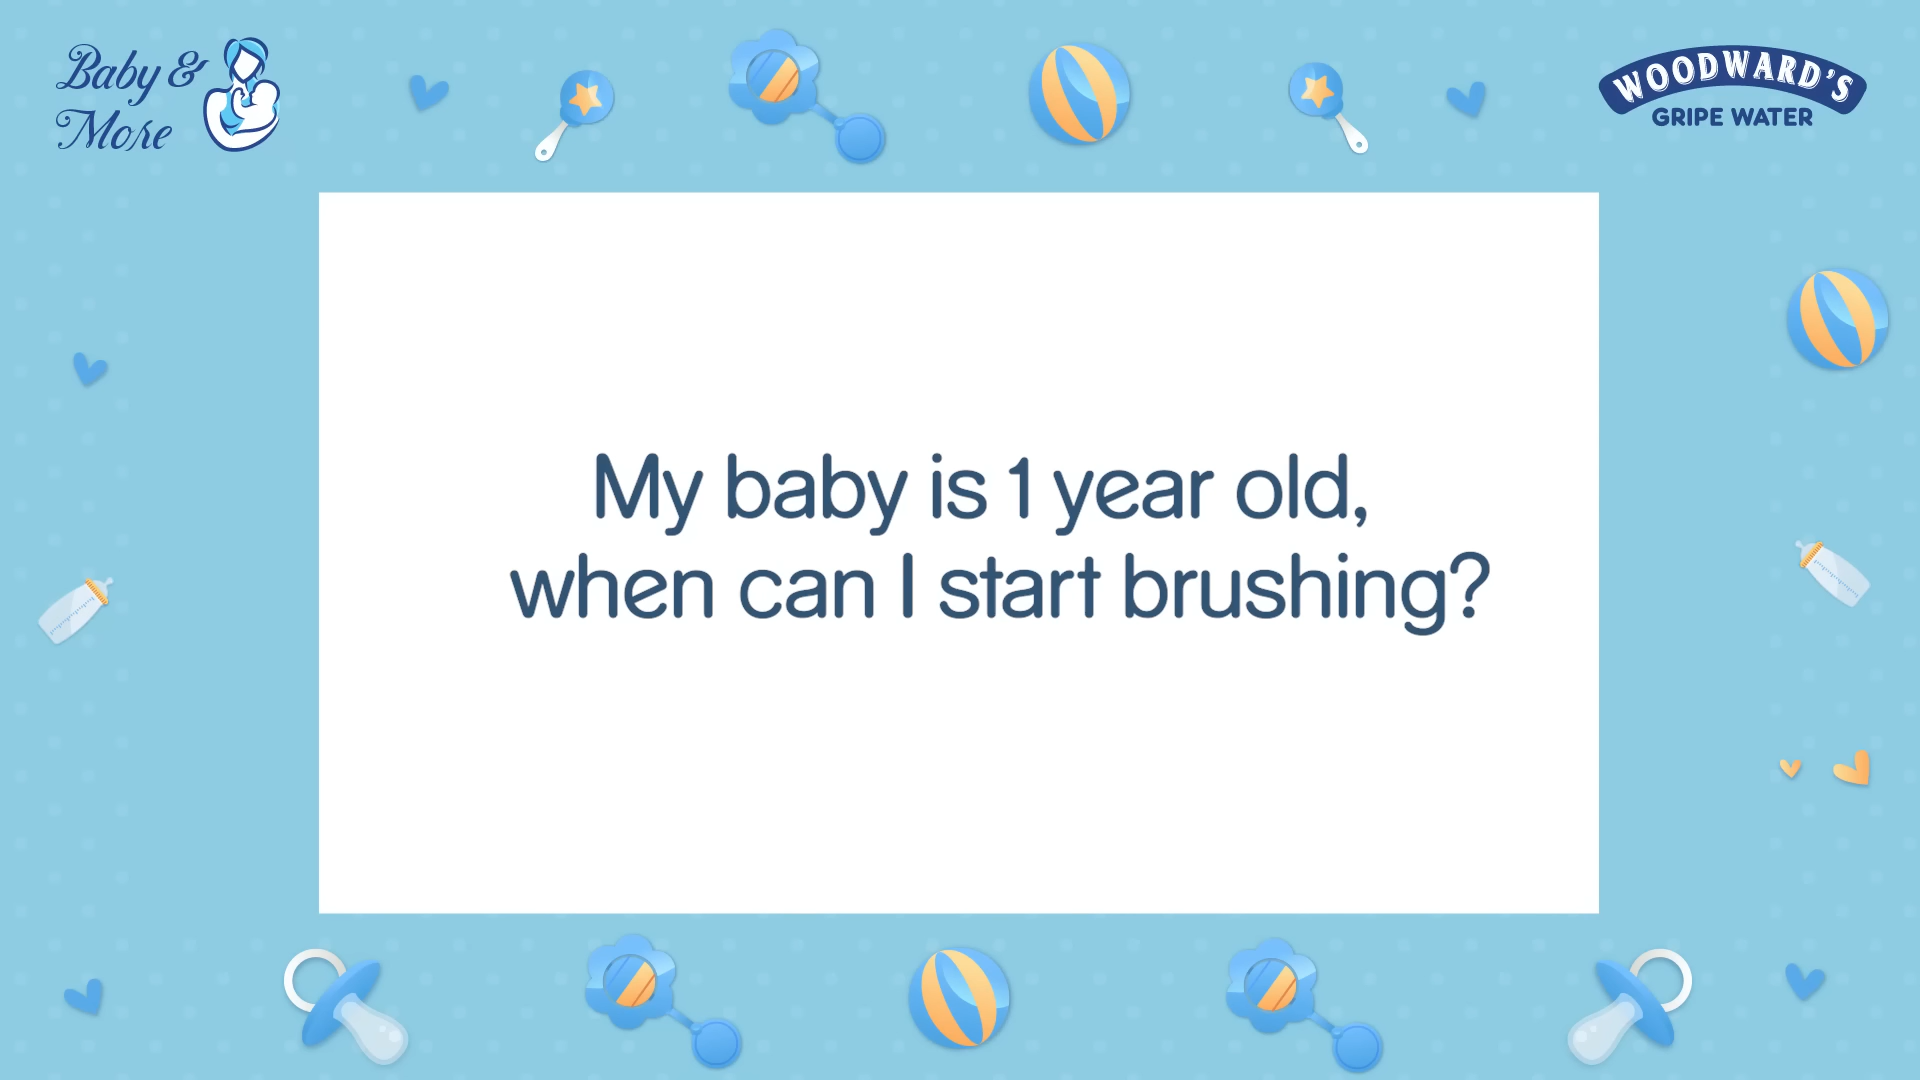 Baby &
More
WOODWARD'S
GRIPE WATER
My baby is 1 year old,
when can I start brushing?